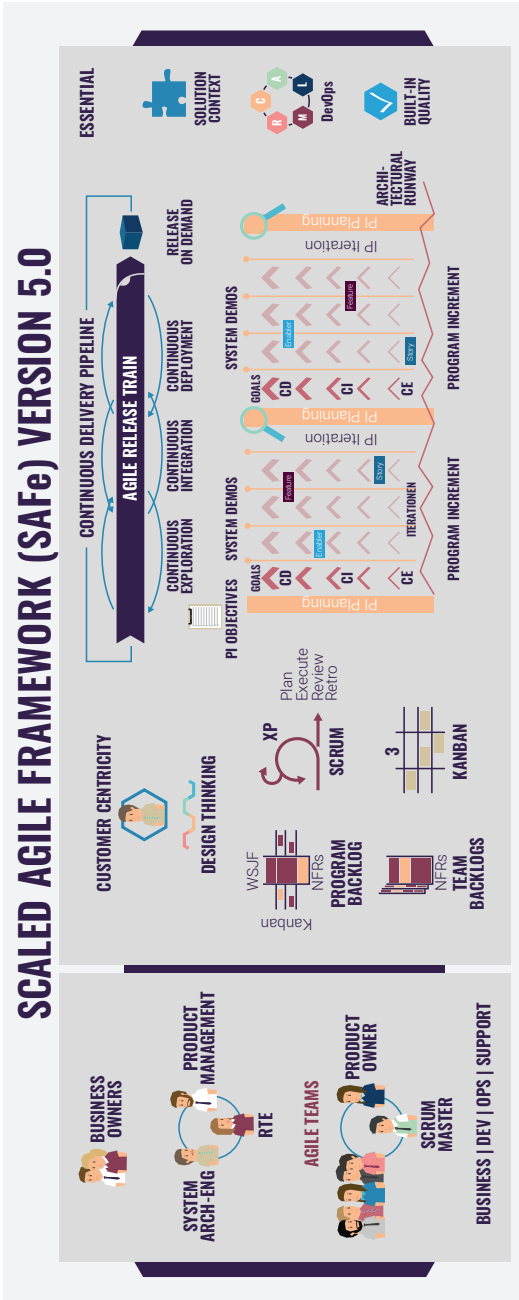 SCALED AGILE FRAMEWORK (SAFe) VERSION 5.0
BUSINESS
OWNERS
SYSTEM
ARCH-ENG
PRODUCT
MANAGEMENT
RTE
AGILE TEAMS
PRODUCT
OWNER
SCRUM
MASTER
BUSINESS | DEV | OPS | SUPPORT
CUSTOMER CENTRICITY
DESIGN THINKING
WSJF
Kanban
NFRs
PROGRAM
BACKLOG
NFRs
TEAM
BACKLOGS
XP
SCRUM
Plan
Execute
Review
Retro
3
KANBAN
CONTINUOUS DELIVERY PIPELINE
AGILE RELEASE TRAIN
CONTINUOUS
EXPLORATION
CONTINUOUS
INTEGRATION
CONTINUOUS
DEPLOYMENT
RELEASE
ON DEMAND
PI OBJECTIVES
PI Planning
GOALS
CD
CI
CE
SYSTEM DEMOS
Enabler
Feature
Story
ITERATIONEN
IP Iteration
PROGRAM INCREMENT
PI Planning
GOALS
CD
CI
CE
SYSTEM DEMOS
Enabler
Feature
Story
IP Iteration
PROGRAM INCREMENT
PI Planning
ARCHI-
TECTURAL
RUNWAY
ESSENTIAL
SOLUTION
CONTEXT
C
A
L
M
R
DevOps
BUILT-IN
QUALITY